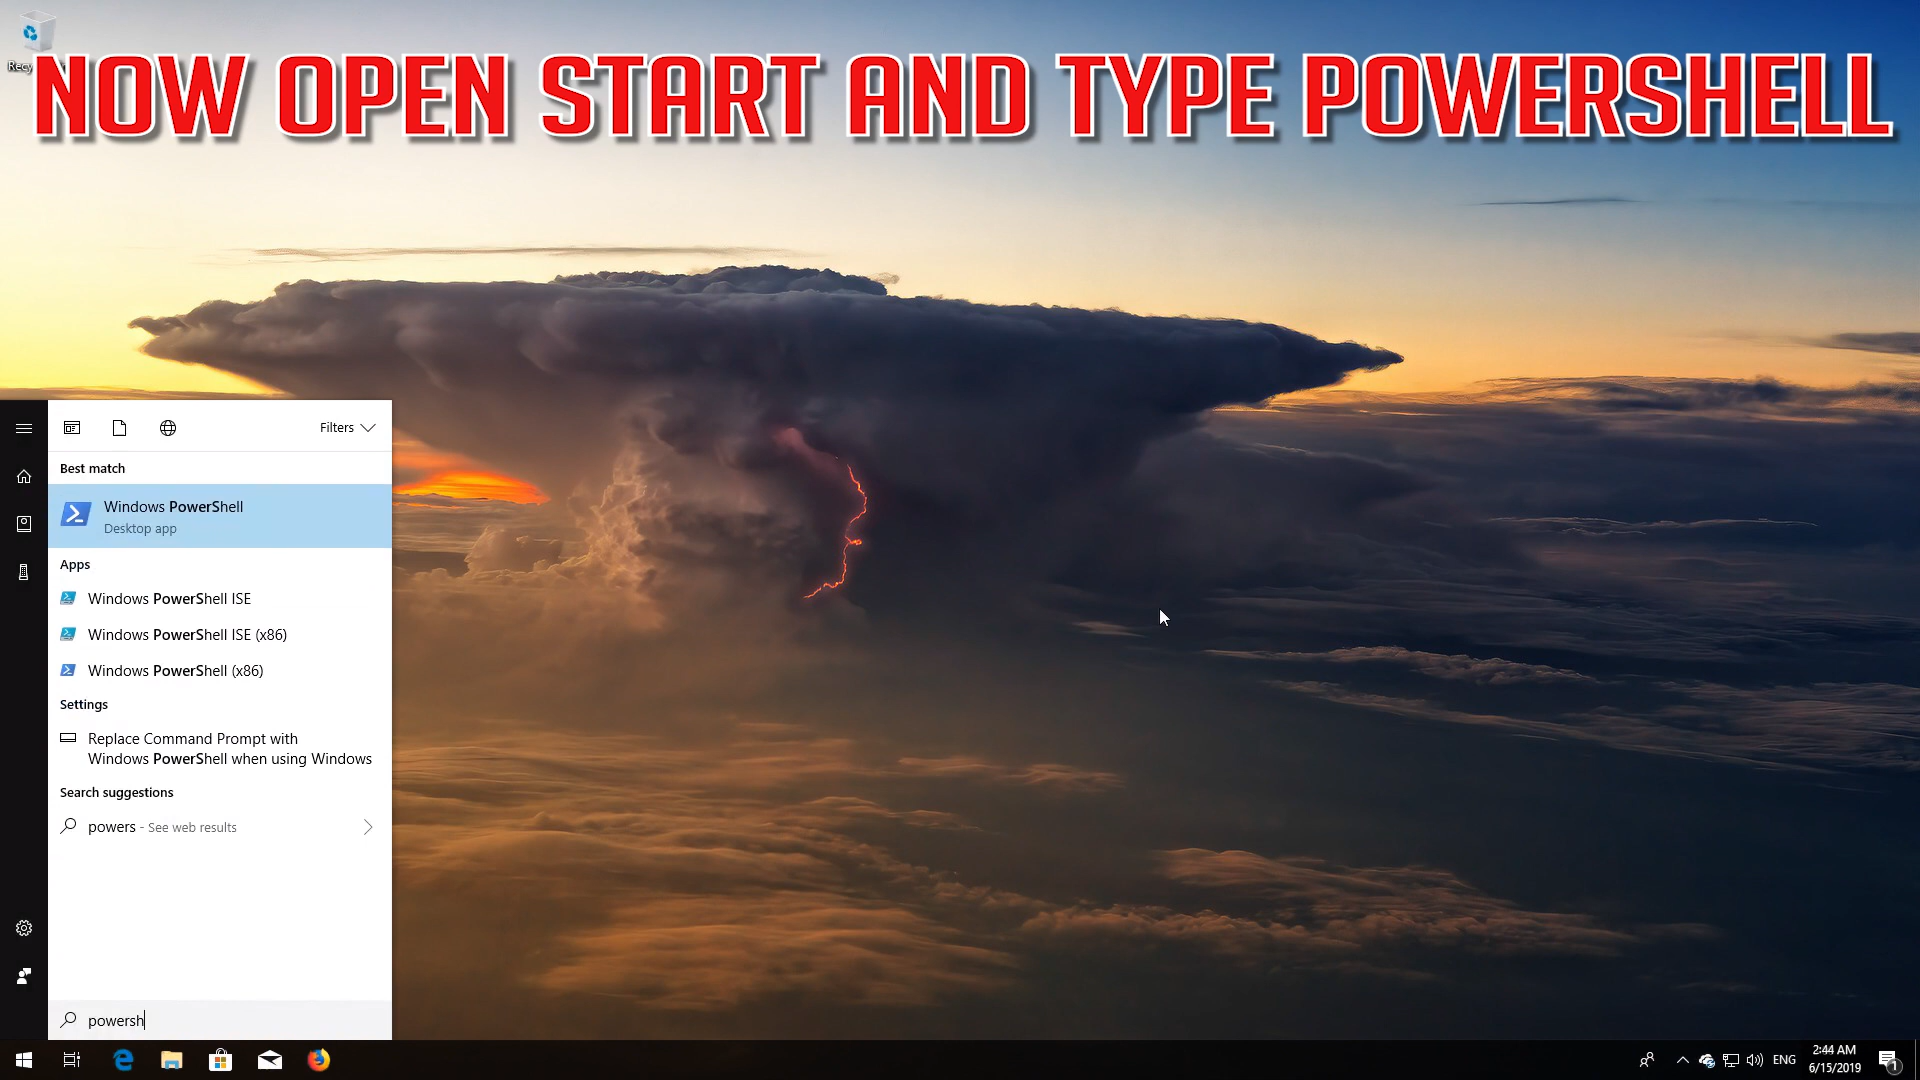 NOW OPEN START AND TYPE POWERSHELL
Filters
Best match
Windows PowerShell
Desktop app
Apps
Windows PowerShell ISE
Windows PowerShell ISE (x86)
Windows PowerShell (x86)
Settings
Replace Command Prompt with
Windows PowerShell when using Windows
Search suggestions
powers - See web results
powersh
ENG
2:44 AM
6/15/2019
1